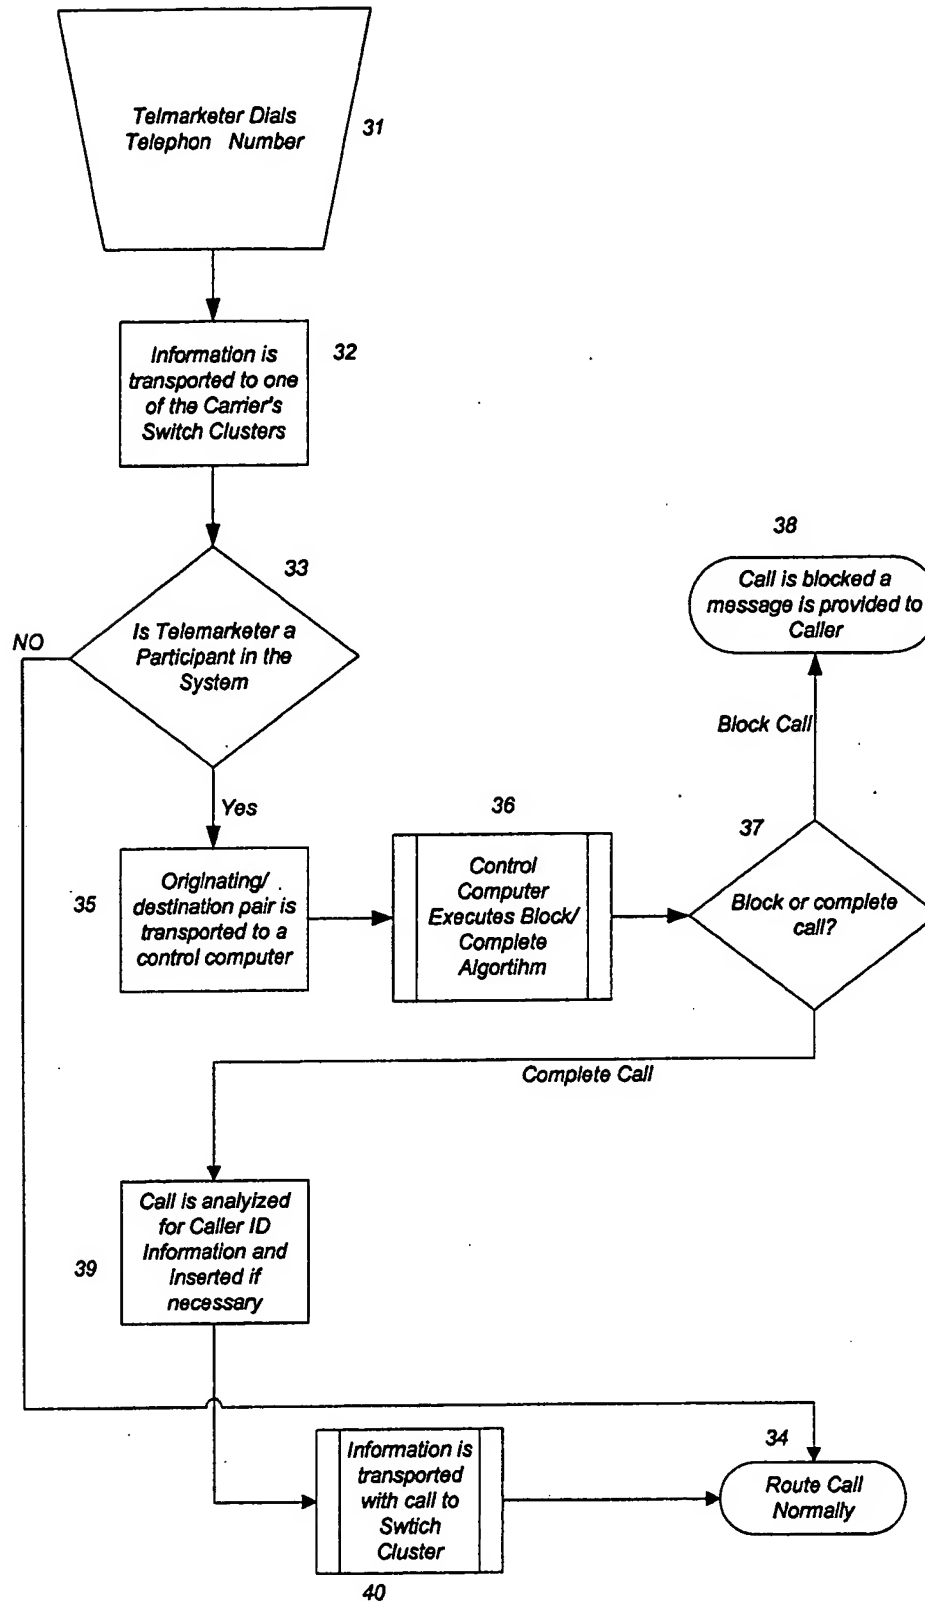 Telmarketer Dials
Telephon Number
31
Information is
transported to one
of the Carrier's
Switch Clusters
32
33
Is Telemarketer a
Participant in the
System
NO
Yes
38
Call is blocked a
message is provided to
Caller
Block Call
35
Originating/
destination pair is
transported to a
control computer
36
Control
Computer
Executes Block/
Complete
Algortihm
37
Block or complete
call?
Complete Call
39
Call is analyized
for Caller ID
Information and
inserted if
necessary
Information is
transported
with call to
Swtich
Cluster
40
34
Route Call
Normally